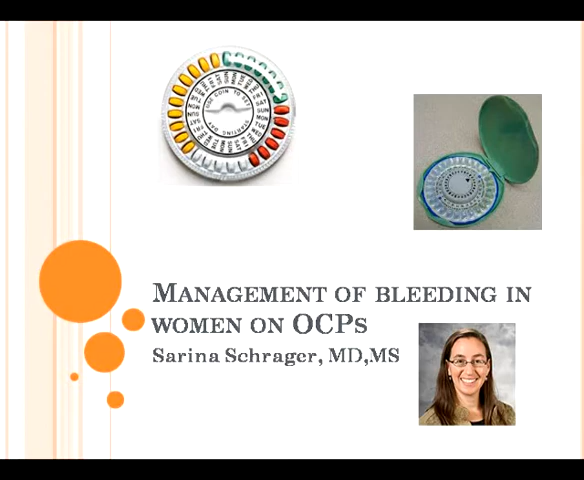 MANAGEMENT OF BLEEDING IN
WOMEN ON OCPS
Sarina Schrager, MD,MS